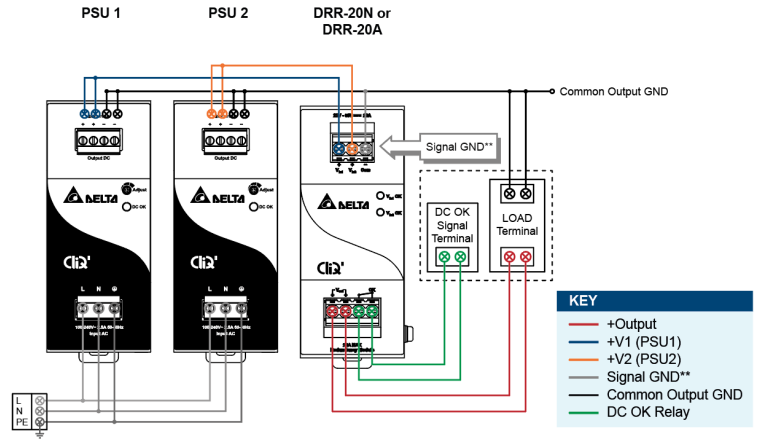 PSU 1
PSU 2
DRR-20N or
DRR-20A
Common Output GND
+ + - -
Output DC
Adjust
DC OK
DELTA
CliQ
L N
Input AC
+ + - -
Output DC
Adjust
DC OK
DELTA
CliQ
L N
Input AC
Signal GND**
DELTA
CliQ
DC OK
Signal
Terminal
LOAD
Terminal
L
N
PE
KEY
+Output
+V1 (PSU1)
+V2 (PSU2)
Signal GND**
Common Output GND
DC OK Relay